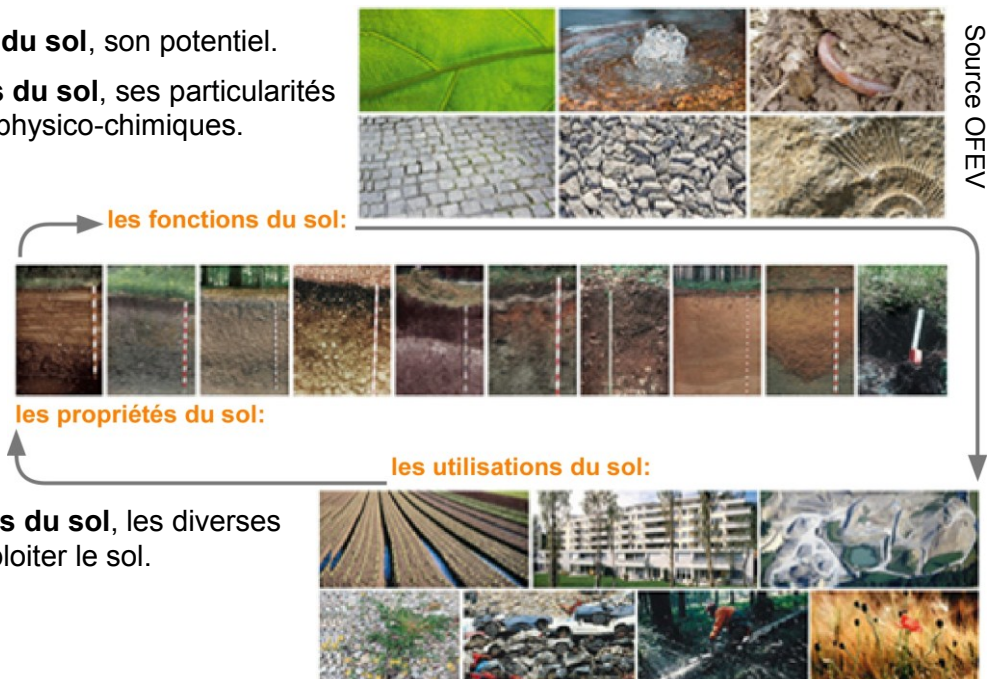 du sol, son potentiel.
s du sol, ses particularités
physico-chimiques.
Source OFEV
les fonctions du sol:
les propriétés du sol:
les utilisations du sol:
s du sol, les diverses
loiter le sol.